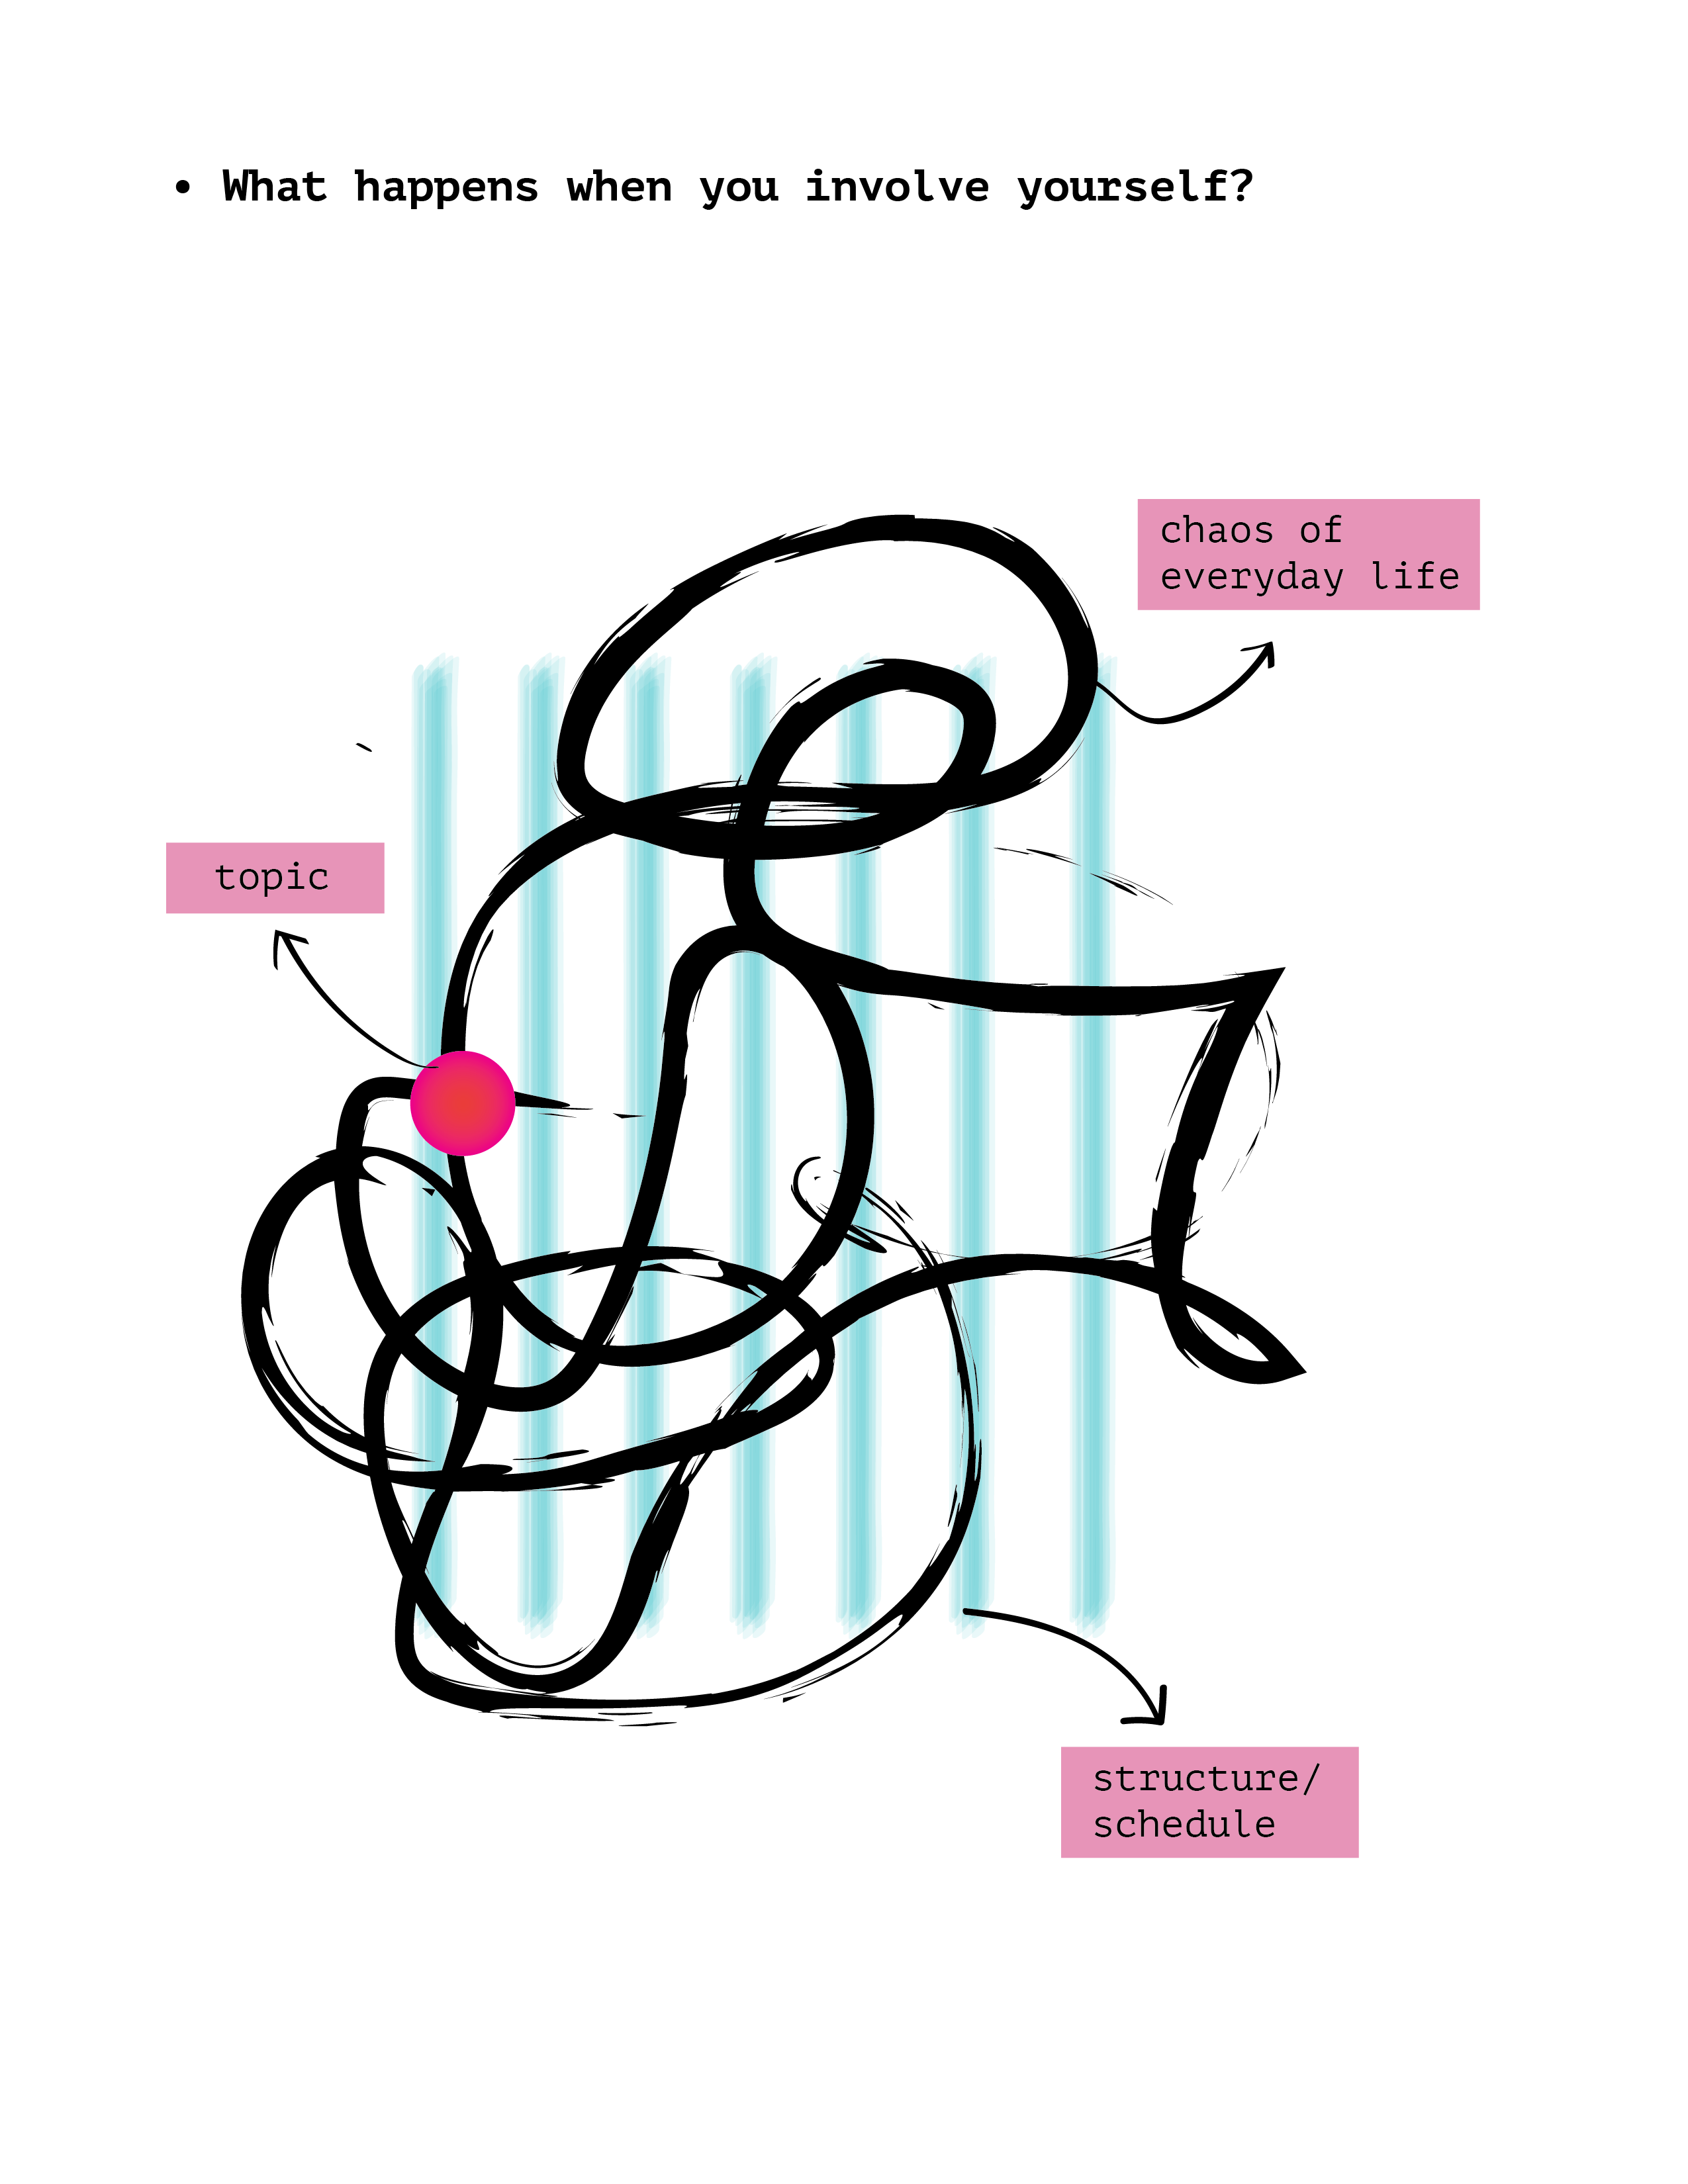 • What happens when you involve yourself?
chaos of
everyday life
topic
structure/
schedule